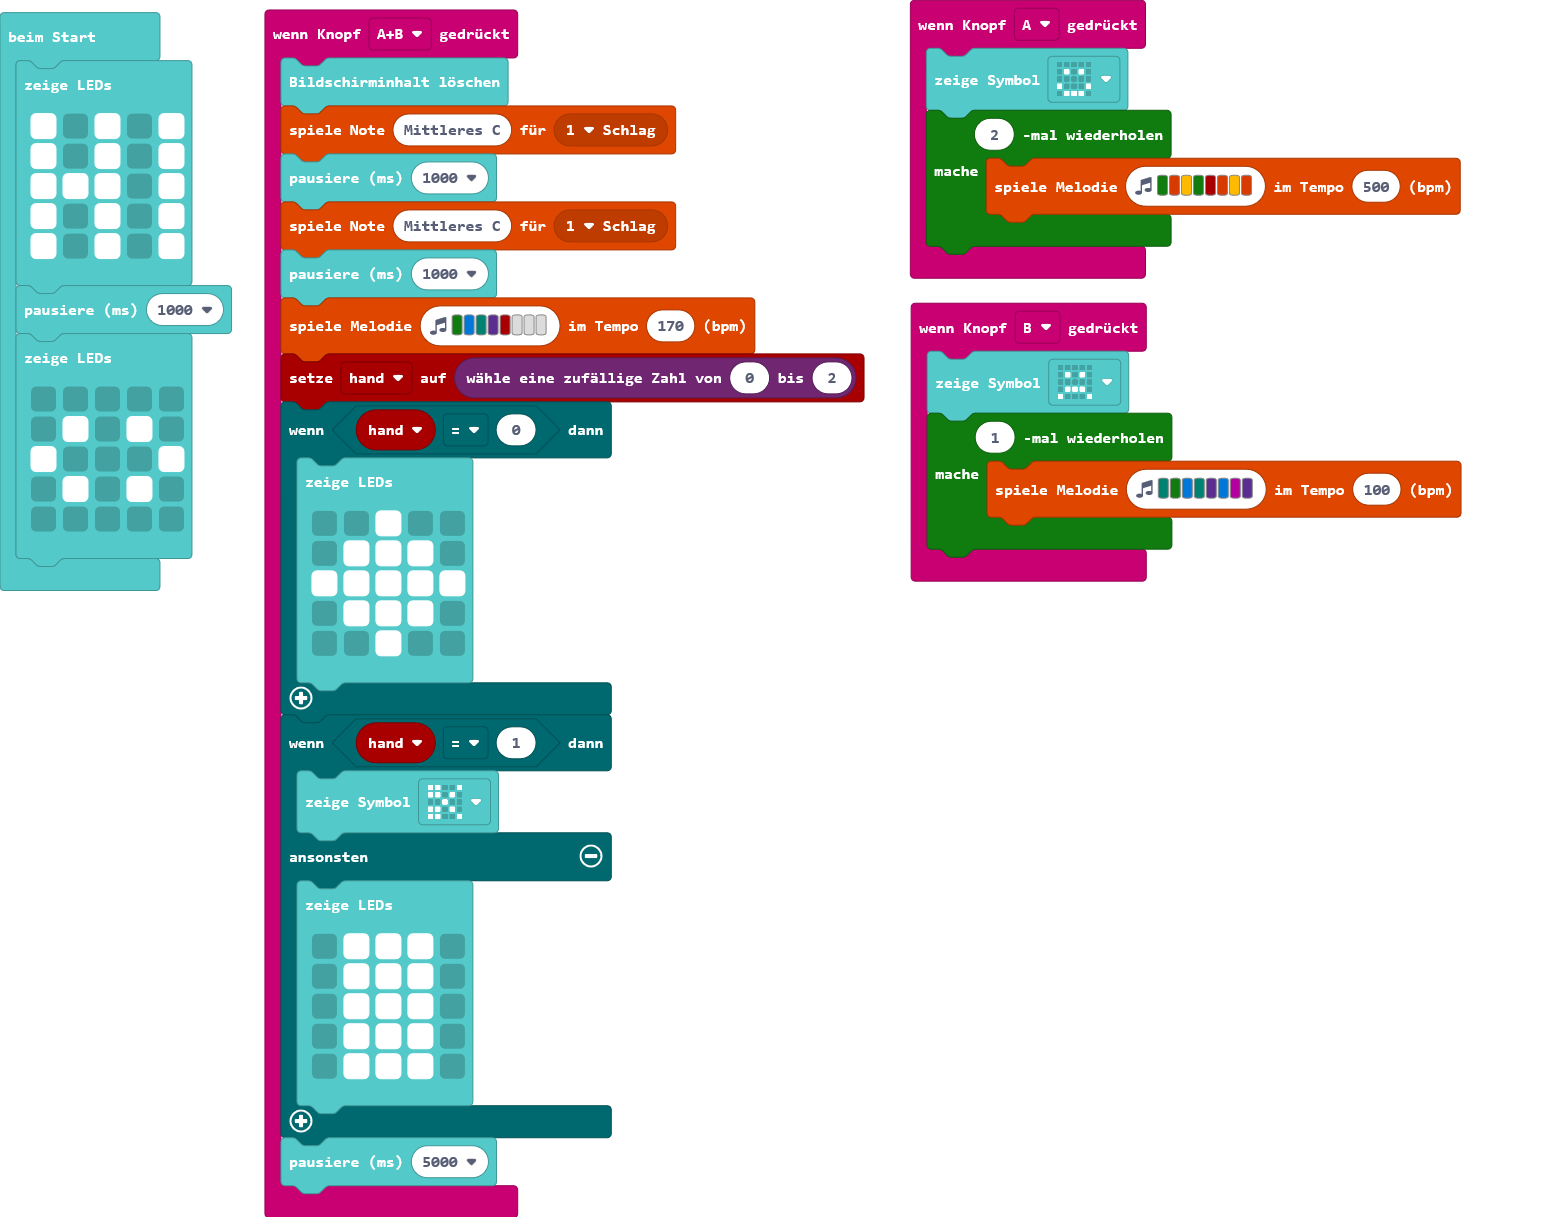 beim Start
zeige LEDs
pausiere (ms) 1000
zeige LEDs
wenn Knopf A+B gedrückt
Bildschirminhalt löschen
spiele Note Mittleres C für 1 Schlag
pausiere (ms) 1000
spiele Note Mittleres C für 1 Schlag
pausiere (ms) 1000
spiele Melodie im Tempo 170 (bpm)
setze hand auf wähle eine zufällige Zahl von 0 bis 2
wenn hand = 0 dann
zeige LEDs
wenn hand = 1 dann
zeige Symbol
ansonsten
zeige LEDs
pausiere (ms) 5000
wenn Knopf A gedrückt
zeige Symbol
2 -mal wiederholen
mache
spiele Melodie im Tempo 500 (bpm)
wenn Knopf B gedrückt
zeige Symbol
1 -mal wiederholen
mache
spiele Melodie im Tempo 100 (bpm)